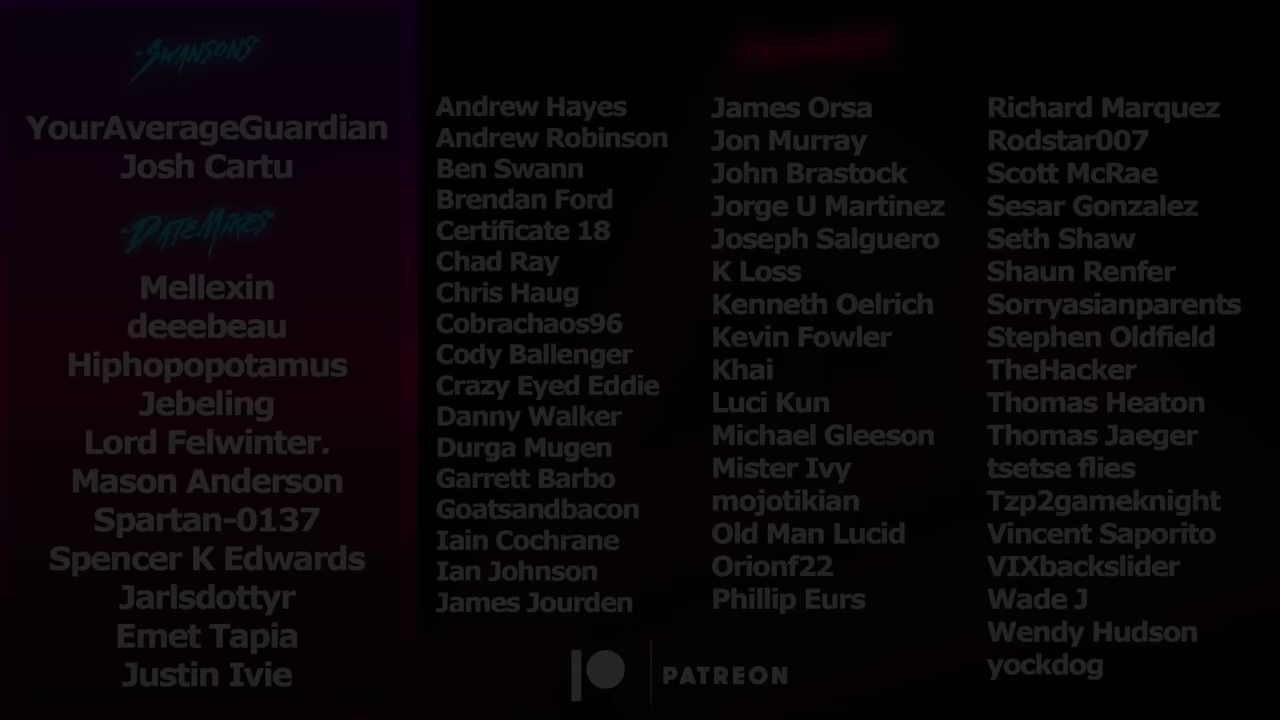 -Swansons
YourAverageGuardian
Josh Cartu
-DateMikes
Mellexin
deeebeau
Hiphopopotamus
Jebeling
Lord Felwinter.
Mason Anderson
Spartan-0137
Spencer K Edwards
Jarlsdottyr
Emet Tapia
Justin Ivie
Andrew Hayes
Andrew Robinson
Ben Swann
Brendan Ford
Certificate 18
Chad Ray
Chris Haug
Cobrachaos96
Cody Ballenger
Crazy Eyed Eddie
Danny Walker
Durga Mugen
Garrett Barbo
Goatsandbacon
Iain Cochrane
Ian Johnson
James Jourden
James Orsa
Jon Murray
John Brastock
Jorge U Martinez
Joseph Salguero
K Loss
Kenneth Oelrich
Kevin Fowler
Khai
Luci Kun
Michael Gleeson
Mister Ivy
mojotikian
Old Man Lucid
Orionf22
Phillip Eurs
Richard Marquez
Rodstar007
Scott McRae
Sesar Gonzalez
Seth Shaw
Shaun Renfer
Sorryasianparents
Stephen Oldfield
TheHacker
Thomas Heaton
Thomas Jaeger
tsetse flies
Tzp2gameknight
Vincent Saporito
VIXbackslider
Wade J
Wendy Hudson
yockdog
PATREON